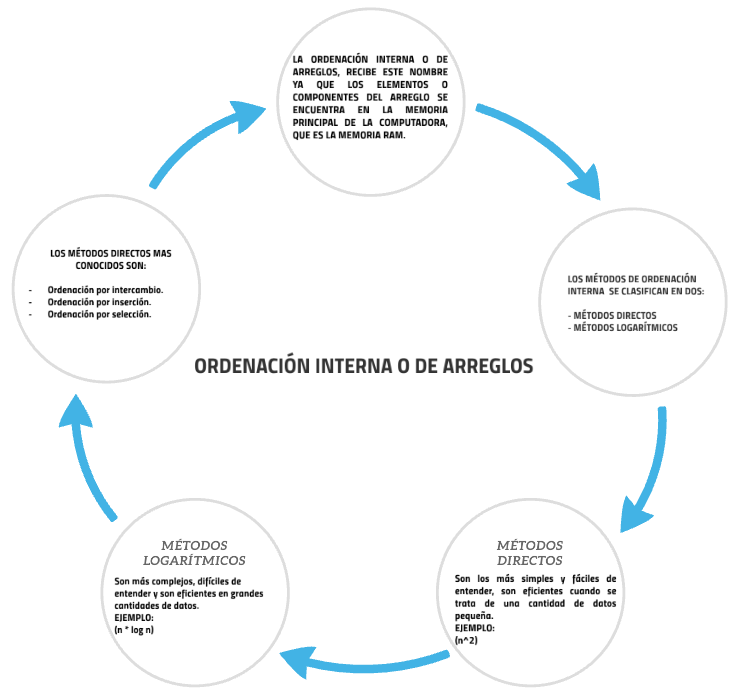 LA ORDENACIÓN INTERNA O DE
ARREGLOS, RECIBE ESTE NOMBRE
YA QUE LOS ELEMENTOS O
COMPONENTES DEL ARREGLO SE
ENCUENTRA EN LA MEMORIA
PRINCIPAL DE LA COMPUTADORA,
QUE ES LA MEMORIA RAM.
LOS MÉTODOS DE ORDENACIÓN
INTERNA SE CLASIFICAN EN DOS:
- MÉTODOS DIRECTOS
- MÉTODOS LOGARÍTMICOS
MÉTODOS
DIRECTOS
Son los más simples y fáciles de
entender, son eficientes cuando se
trata de una cantidad de datos
pequeña.
EJEMPLO:
(n^2)
MÉTODOS
LOGARÍTMICOS
Son más complejos, difíciles de
entender y son eficientes en grandes
cantidades de datos.
EJEMPLO:
(n * log n)
LOS MÉTODOS DIRECTOS MAS
CONOCIDOS SON:
- Ordenación por intercambio.
- Ordenación por inserción.
- Ordenación por selección.
ORDENACIÓN INTERNA O DE ARREGLOS